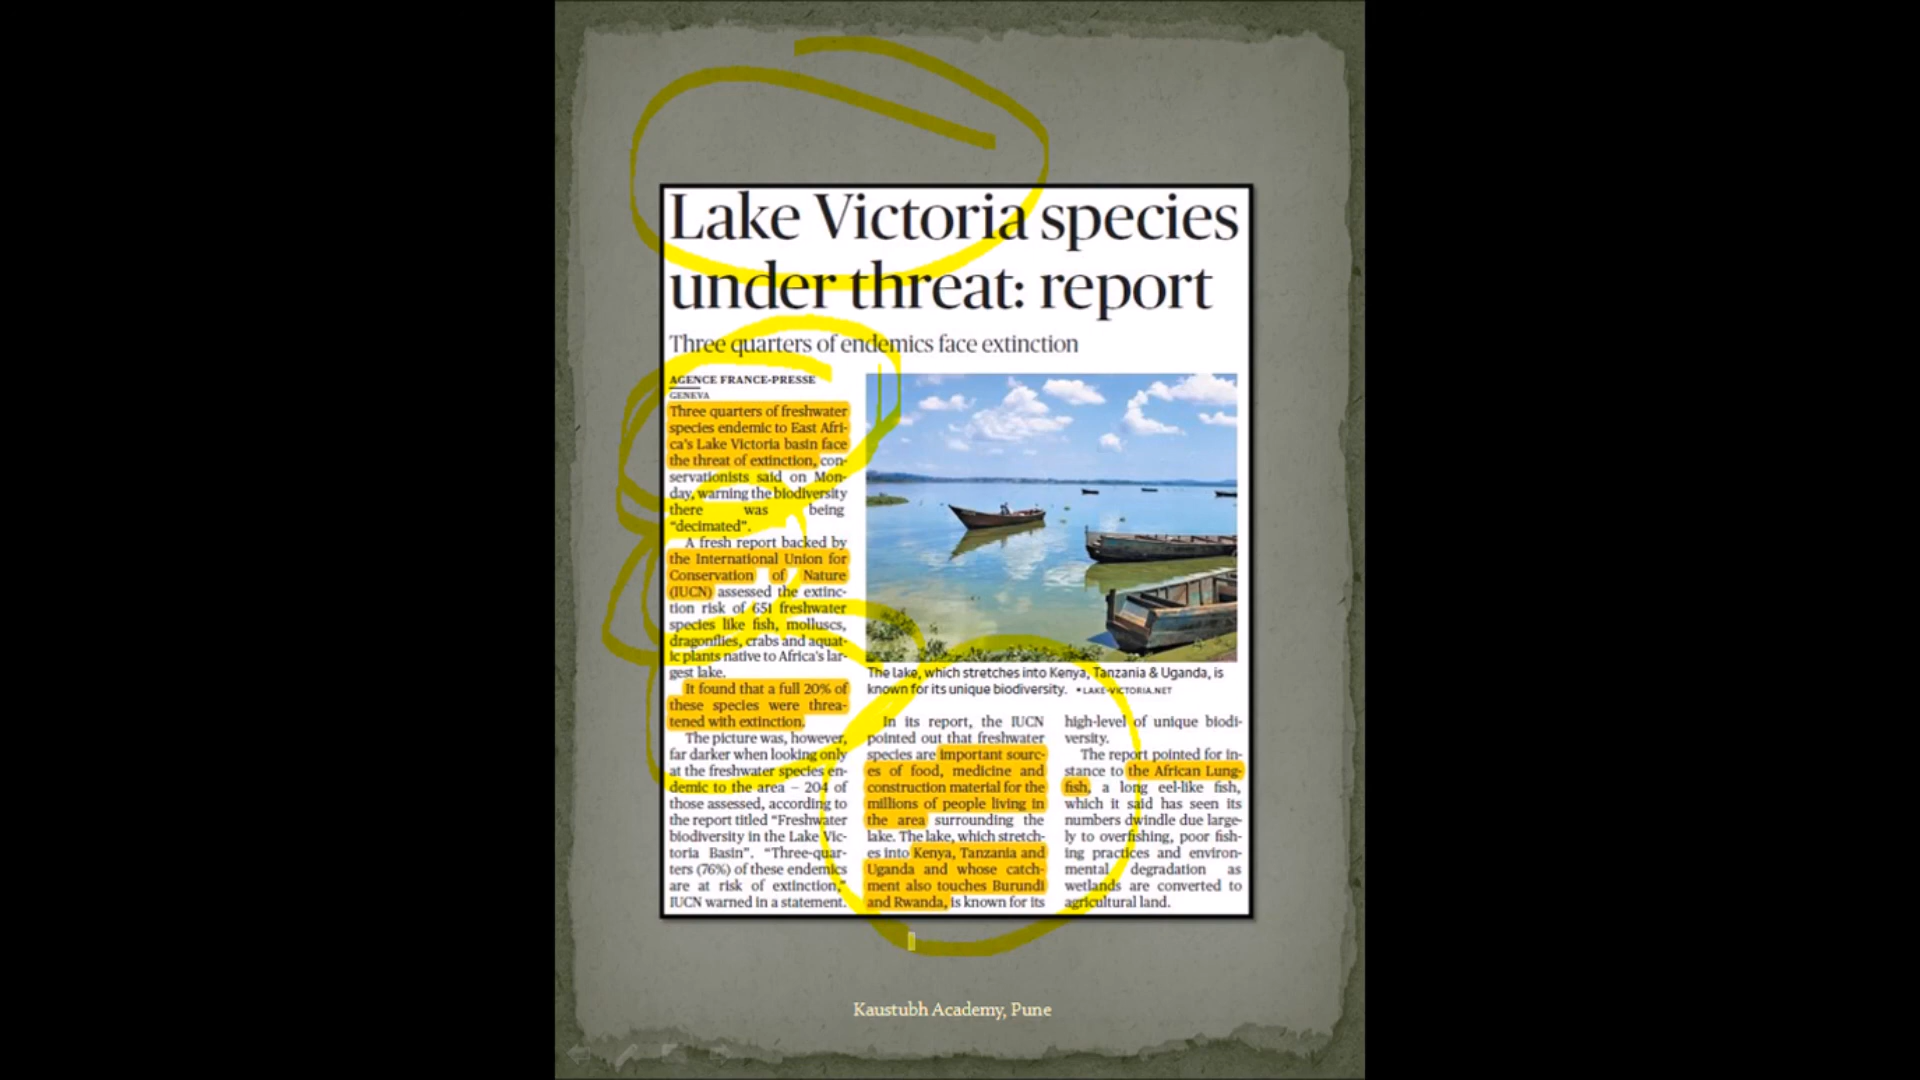 Lake Victoria species
under threat: report
Three quarters of endemics face extinction
AGENCE FRANCE-PRESSE
GENEVA
Three quarters of freshwater
species endemic to East Afri-
ca's Lake Victoria basin face
the threat of extinction, con-
servationists said on Mon-
day, warning the biodiversity
there was being
“decimated”.
A fresh report backed by
the International Union for
Conservation of Nature
(IUCN) assessed the extinc-
tion risk of 651 freshwater
species like fish, molluscs,
dragonflies, crabs and aquat-
ic plants native to Africa's lar-
gest lake.
It found that a full 20% of
these species were threa-
tened with extinction.
The picture was, however,
far darker when looking only
at the freshwater species en-
demic to the area – 204 of
those assessed, according to
the report titled “Freshwater
biodiversity in the Lake Vic-
toria Basin”. “Three-quar-
ters (76%) of these endemics
are at risk of extinction,”
IUCN warned in a statement.
The lake, which stretches into Kenya, Tanzania & Uganda, is
known for its unique biodiversity. •LAKE-VICTORIA.NET
In its report, the IUCN
pointed out that freshwater
species are important sourc-
es of food, medicine and
construction material for the
millions of people living in
the area surrounding the
lake. The lake, which stretch-
es into Kenya, Tanzania and
Uganda and whose catch-
ment also touches Burundi
and Rwanda, is known for its
high-level of unique biodi-
versity.
The report pointed for in-
stance to the African Lung-
fish, a long eel-like fish,
which it said has seen its
numbers dwindle due large-
ly to overfishing, poor fish-
ing practices and environ-
mental degradation as
wetlands are converted to
agricultural land.
Kaustubh Academy, Pune